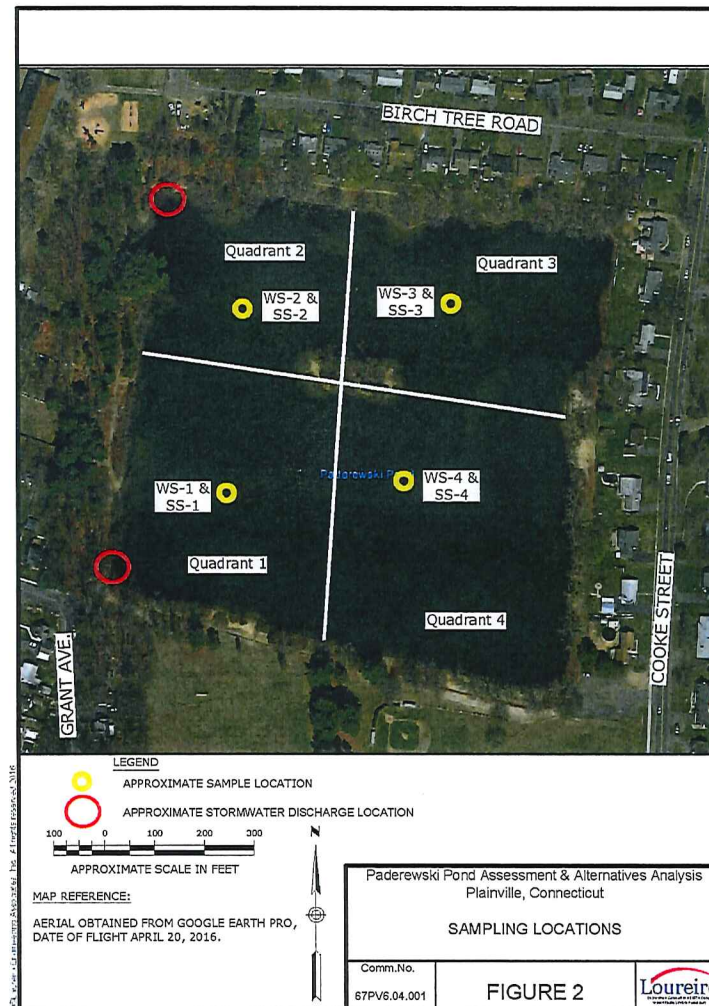 BIRCH TREE ROAD
Quadrant 2
Quadrant 3
WS-2 &
SS-2
WS-3 &
SS-3
WS-1 &
SS-1
WS-4 &
SS-4
Quadrant 1
Quadrant 4
GRANT AVE.
COOKE STREET
LEGEND
APPROXIMATE SAMPLE LOCATION
APPROXIMATE STORMWATER DISCHARGE LOCATION
100 0 100 200 300
APPROXIMATE SCALE IN FEET
N
MAP REFERENCE:
AERIAL OBTAINED FROM GOOGLE EARTH PRO,
DATE OF FLIGHT APRIL 20, 2016.
Paderewski Pond Assessment & Alternatives Analysis
Plainville, Connecticut
SAMPLING LOCATIONS
Comm.No.
67PV6.04.001
FIGURE 2